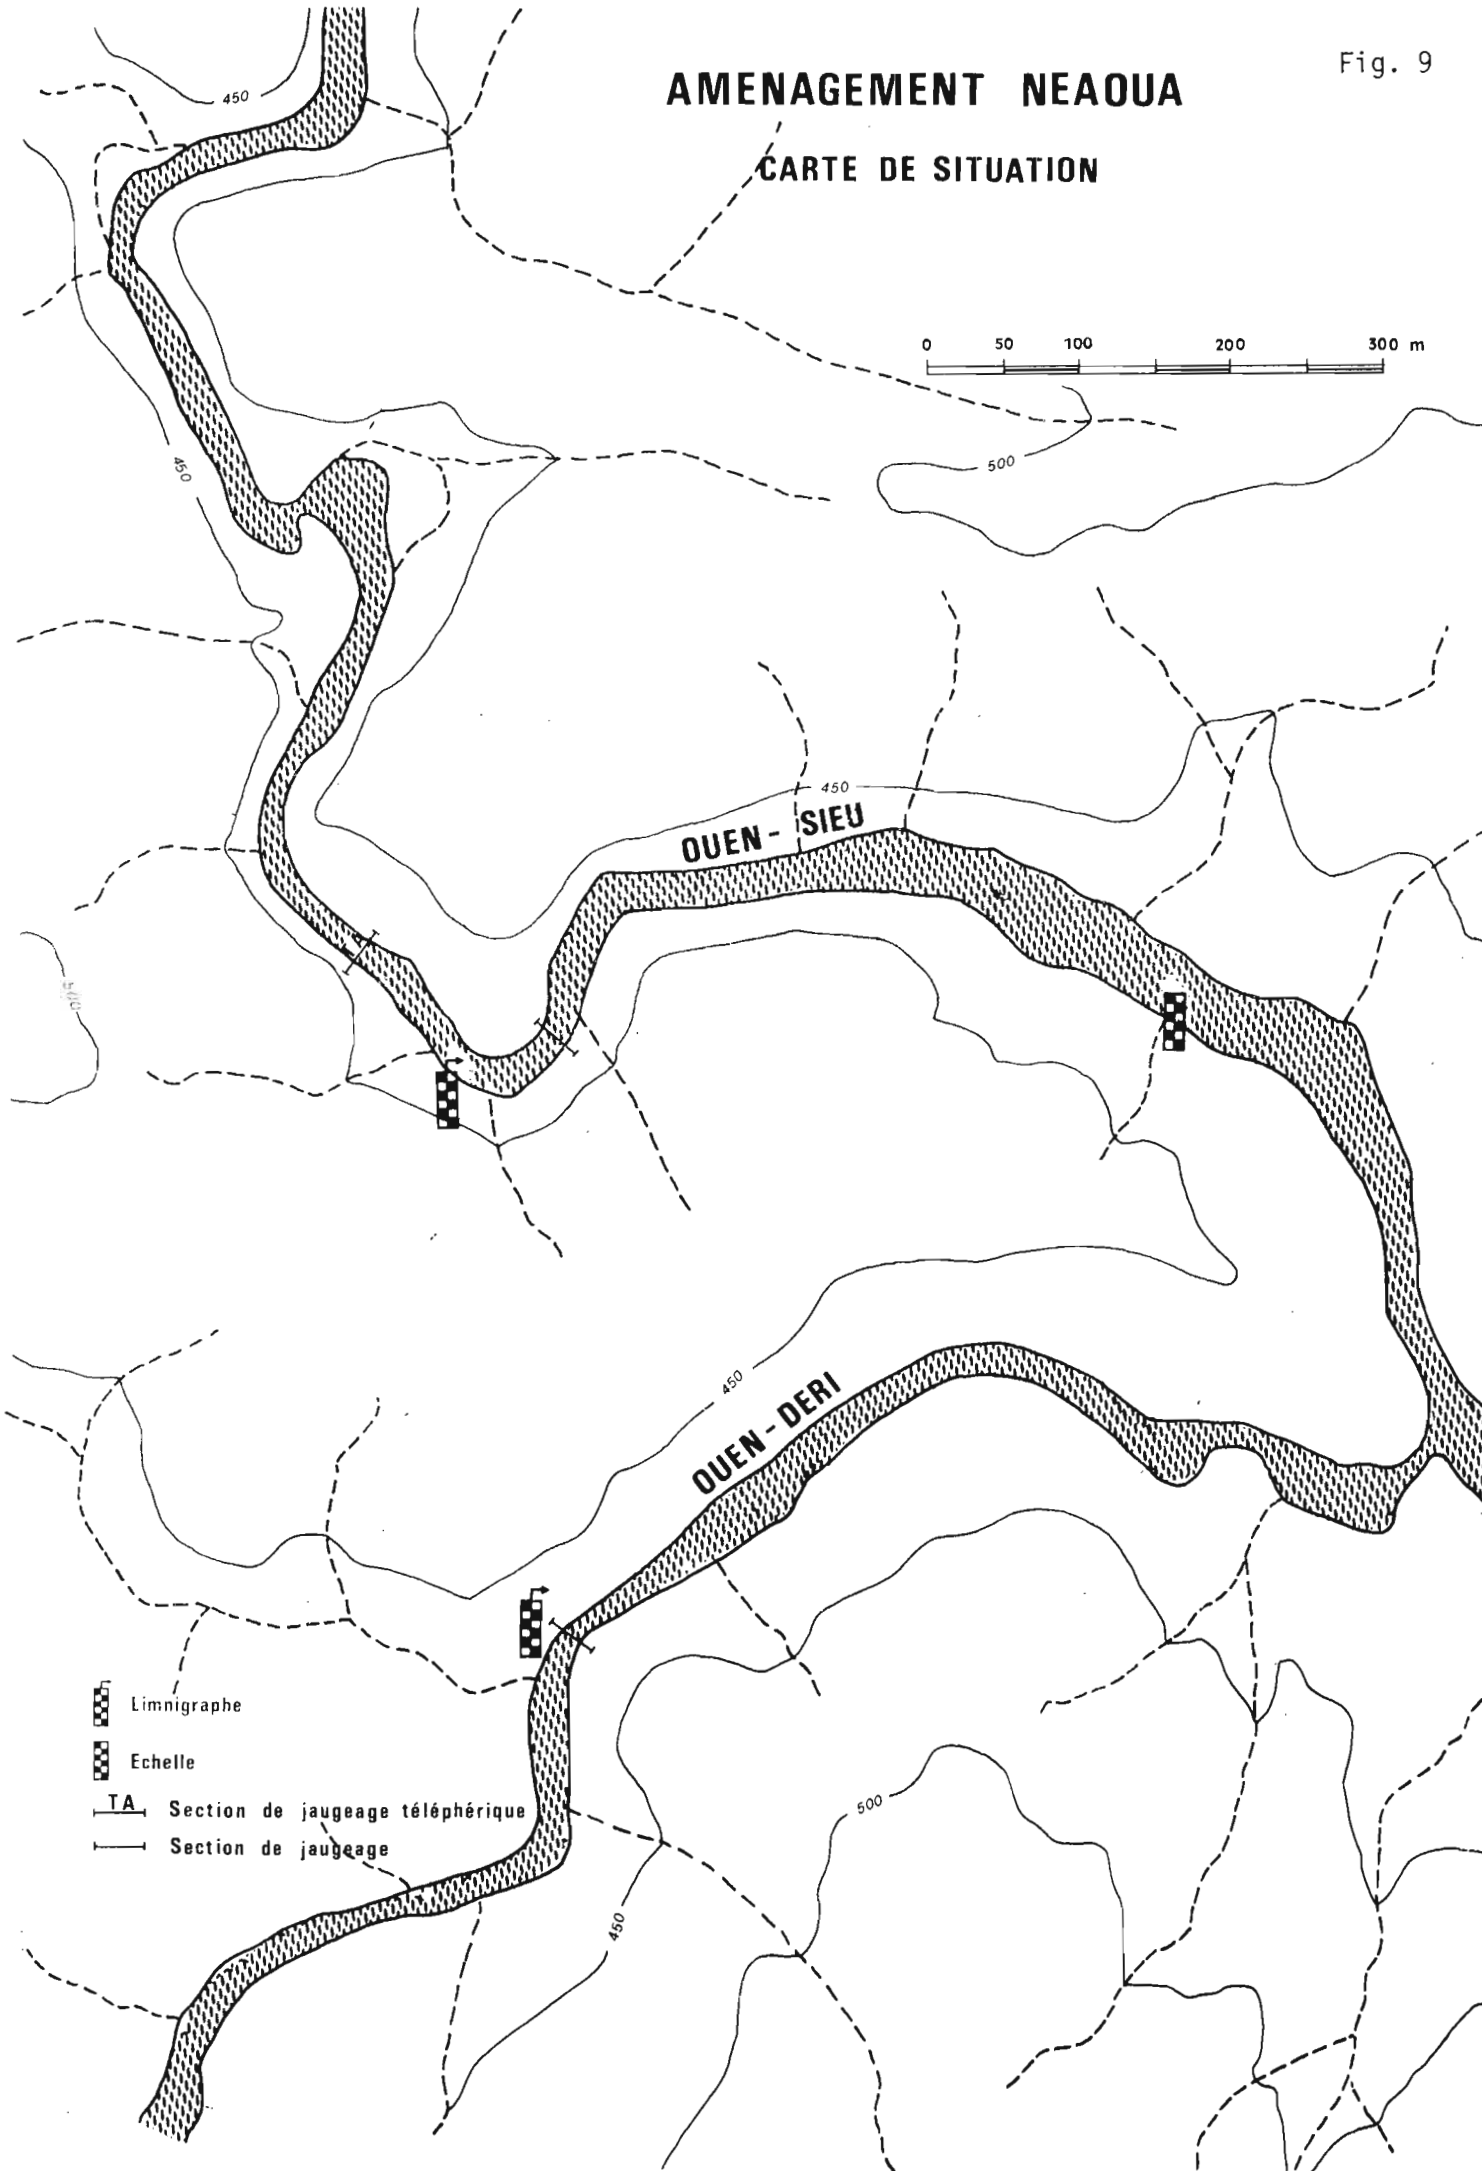 Fig. 9
AMENAGEMENT NEAOUA
CARTE DE SITUATION
450
0 50 100 200 300 m
450
500
450
OUEN - SIEU
500
450
OUEN - DERI
Limnigraphe
Echelle
TA Section de jaugeage téléphérique
Section de jaugeage
500
450